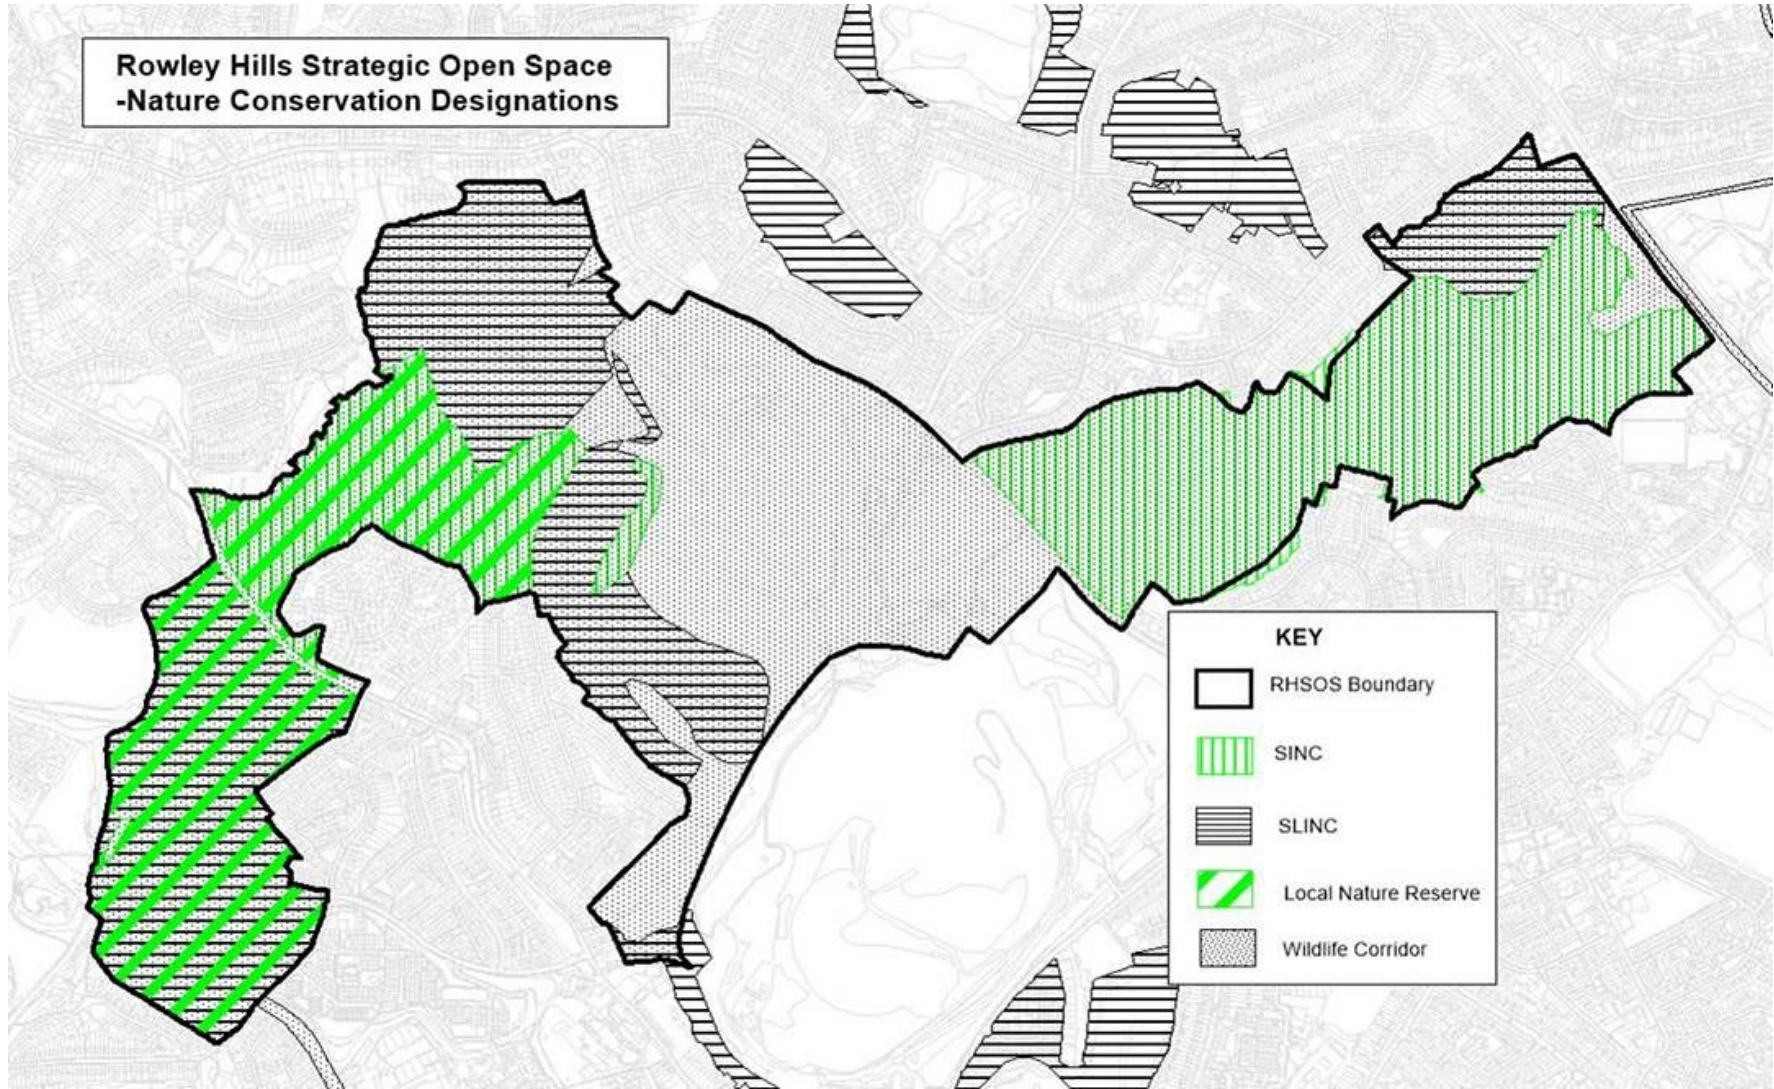 Rowley Hills Strategic Open Space
-Nature Conservation Designations
KEY
RHSOS Boundary
SINC
SLINC
Local Nature Reserve
Wildlife Corridor